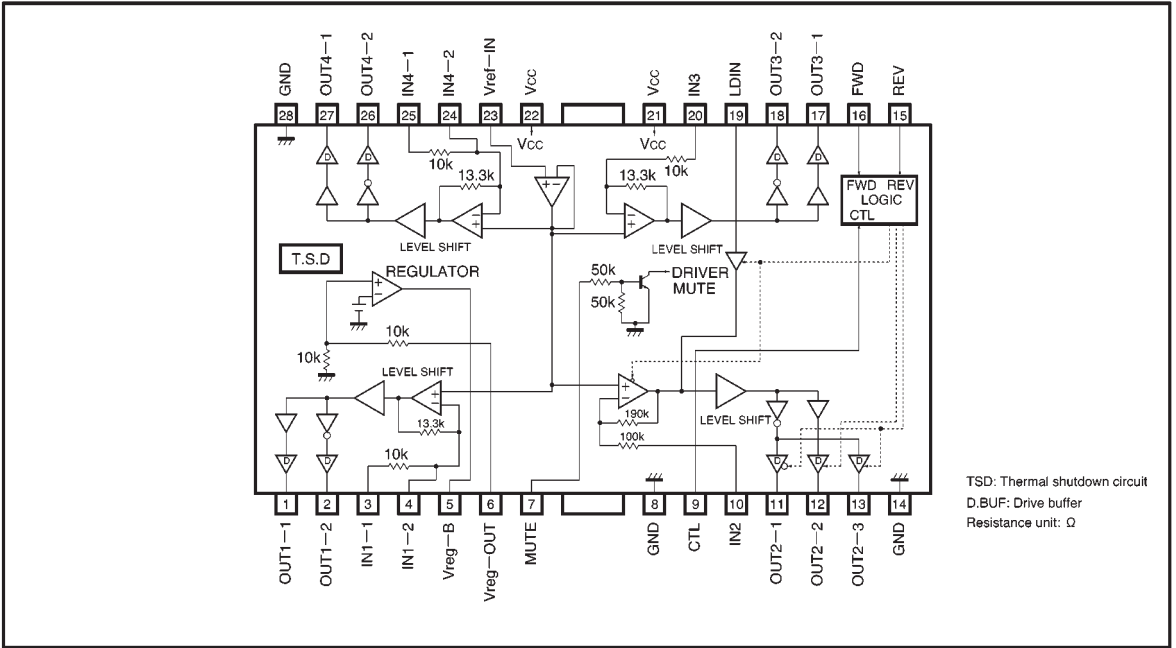 GND
OUT4−1
OUT4−2
IN4−1
IN4−2
Vref−IN
VCC
VCC
IN3
LDIN
OUT3−2
OUT3−1
FWD
REV
28
27
26
25
24
23
22
21
20
19
18
17
16
15
VCC
VCC
D
D
D
D
10k
10k
13.3k
13.3k
+ −
− +
− +
LEVEL SHIFT
LEVEL SHIFT
FWD REV
LOGIC
CTL
T.S.D
REGULATOR
+
−
50k
50k
DRIVER
MUTE
10k
10k
LEVEL SHIFT
+
−
13.3k
10k
+
−
190k
100k
LEVEL SHIFT
D
D
D
D
D
1
2
3
4
5
6
7
8
9
10
11
12
13
14
OUT1−1
OUT1−2
IN1−1
IN1−2
Vreg−B
Vreg−OUT
MUTE
GND
CTL
IN2
OUT2−1
OUT2−2
OUT2−3
GND
TSD: Thermal shutdown circuit
D.BUF: Drive buffer
Resistance unit: Ω